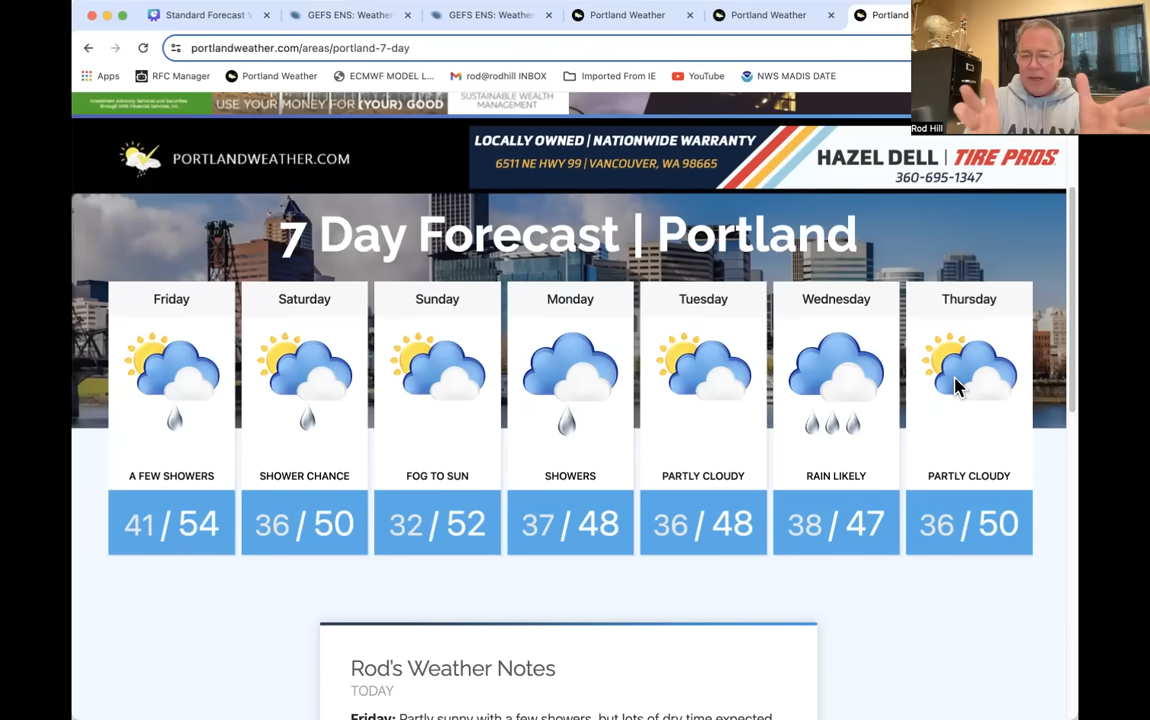 Standard Forecast
GEFS ENS: Weather
GEFS ENS: Weather
Portland Weather
Portland Weather
Portland
portlandweather.com/areas/portland-7-day
Apps
RFC Manager
Portland Weather
ECMWF MODEL L...
rod@rodhill INBOX
Imported From IE
YouTube
NWS MADIS DATE
Rod Hill
Investment Advisory Services and Securities
USE YOUR MONEY FOR (YOUR) GOOD
SUSTAINABLE WEALTH
MANAGEMENT
PORTLANDWEATHER.COM
LOCALLY OWNED | NATIONWIDE WARRANTY
6511 NE HWY 99 | VANCOUVER, WA 98665
HAZEL DELL | TIRE PROS
360-695-1347
7 Day Forecast | Portland
Friday
Saturday
Sunday
Monday
Tuesday
Wednesday
Thursday
A FEW SHOWERS
SHOWER CHANCE
FOG TO SUN
SHOWERS
PARTLY CLOUDY
RAIN LIKELY
PARTLY CLOUDY
41 / 54
36 / 50
32 / 52
37 / 48
36 / 48
38 / 47
36 / 50
Rod's Weather Notes
TODAY
Friday: Partly sunny with a few showers, but lots of dry time expected